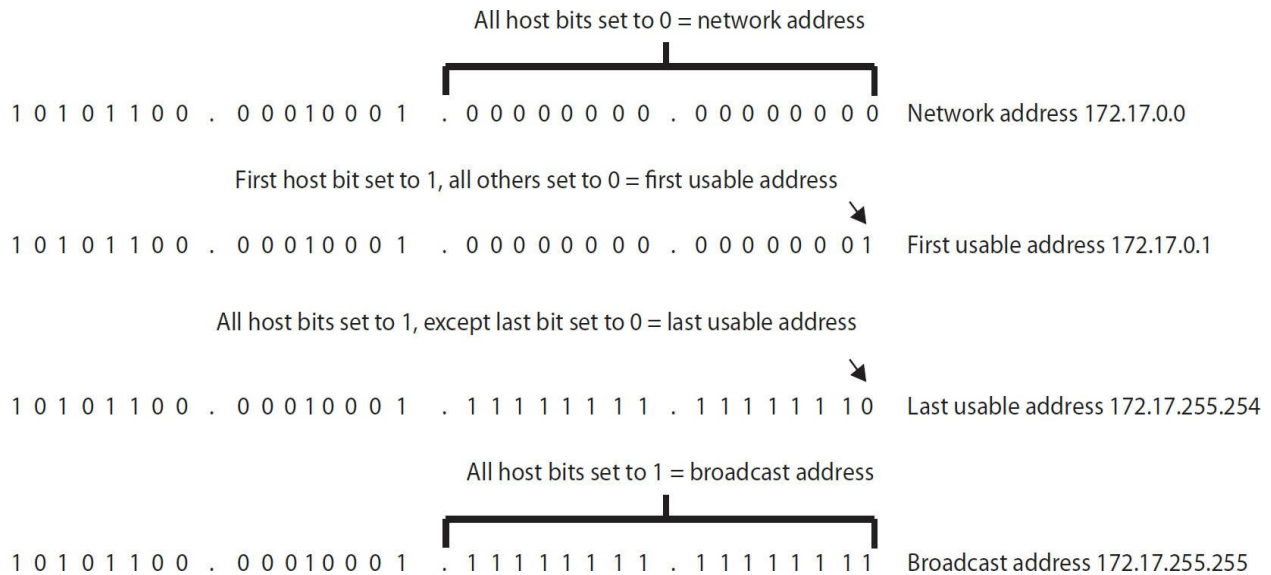 All host bits set to 0 = network address
1 0 1 0 1 1 0 0 . 0 0 0 1 0 0 0 1 . 0 0 0 0 0 0 0 0 . 0 0 0 0 0 0 0 0 Network address 172.17.0.0
First host bit set to 1, all others set to 0 = first usable address
1 0 1 0 1 1 0 0 . 0 0 0 1 0 0 0 1 . 0 0 0 0 0 0 0 0 . 0 0 0 0 0 0 0 1 First usable address 172.17.0.1
All host bits set to 1, except last bit set to 0 = last usable address
1 0 1 0 1 1 0 0 . 0 0 0 1 0 0 0 1 . 1 1 1 1 1 1 1 1 . 1 1 1 1 1 1 1 0 Last usable address 172.17.255.254
All host bits set to 1 = broadcast address
1 0 1 0 1 1 0 0 . 0 0 0 1 0 0 0 1 . 1 1 1 1 1 1 1 1 . 1 1 1 1 1 1 1 1 Broadcast address 172.17.255.255